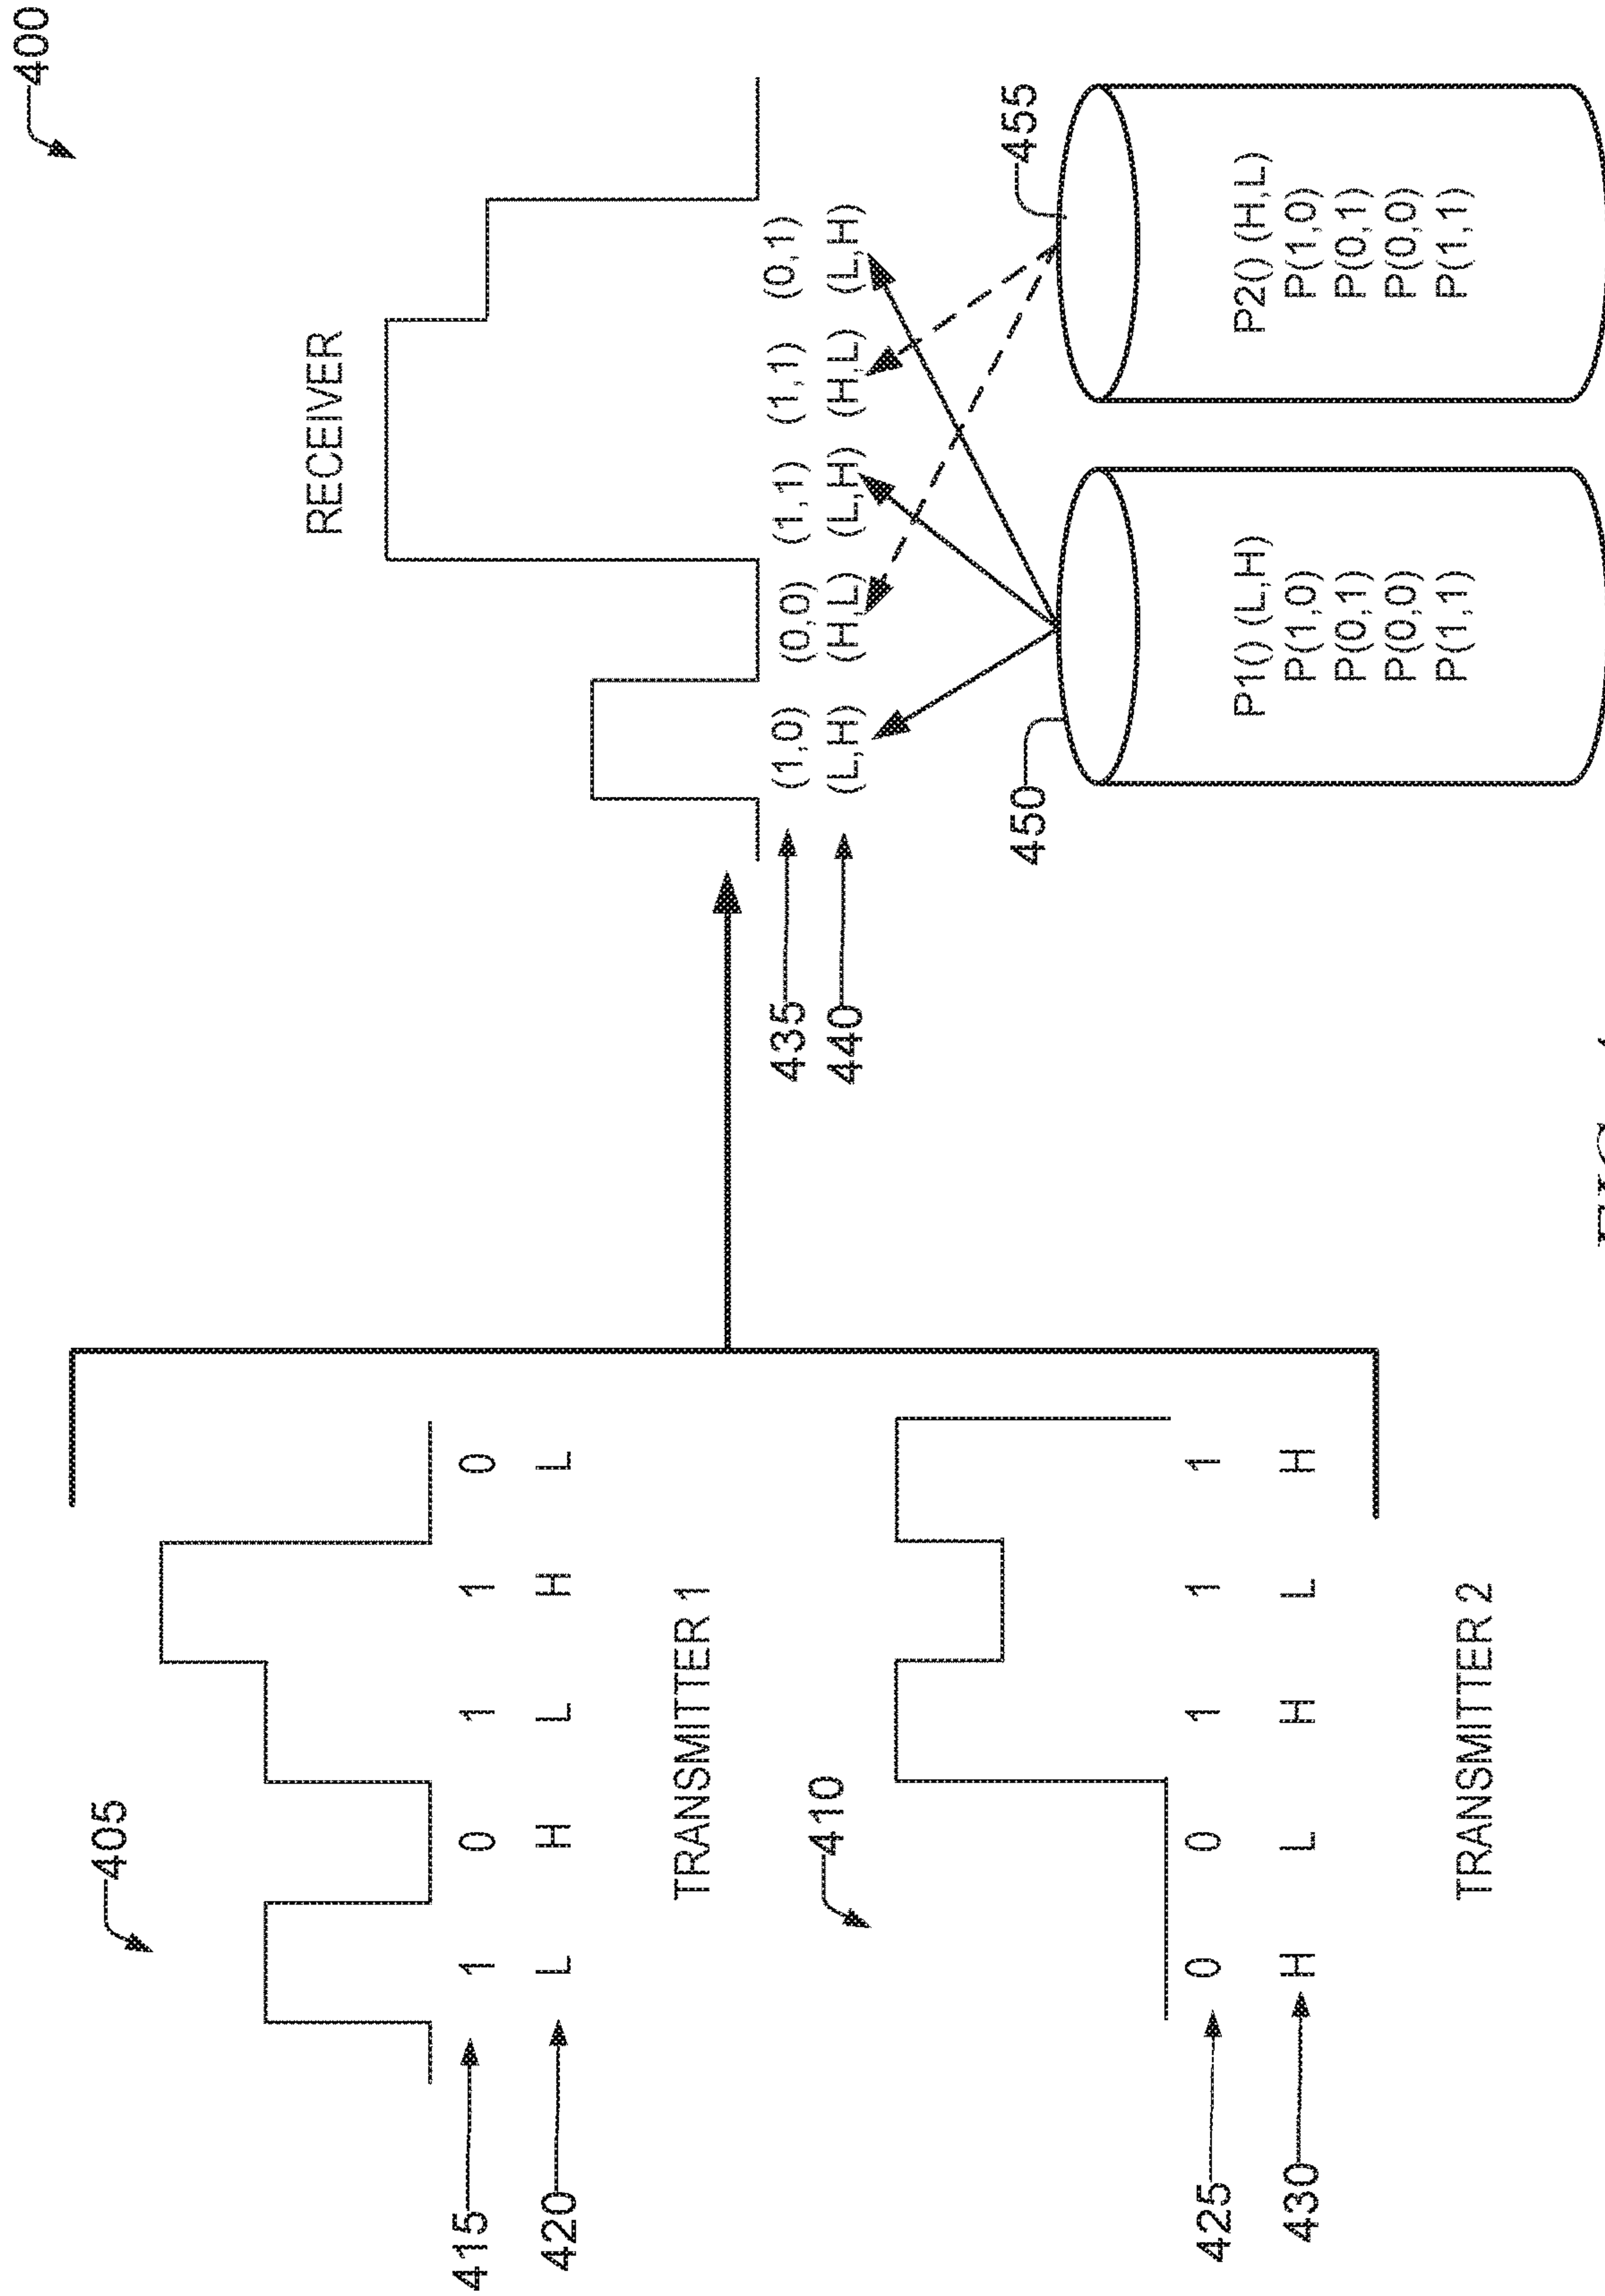 400
405
1 0 1 1 0
415
L H L H L
420
TRANSMITTER 1
410
0 0 1 1 1
425
H L H L H
430
TRANSMITTER 2
RECEIVER
(1,0) (0,0) (1,1) (1,1) (0,1)
435
(L,H) (H,L) (L,H) (H,L) (L,H)
440
450
P1() (L,H)
P(1,0)
P(0,1)
P(0,0)
P(1,1)
455
P2() (H,L)
P(1,0)
P(0,1)
P(0,0)
P(1,1)